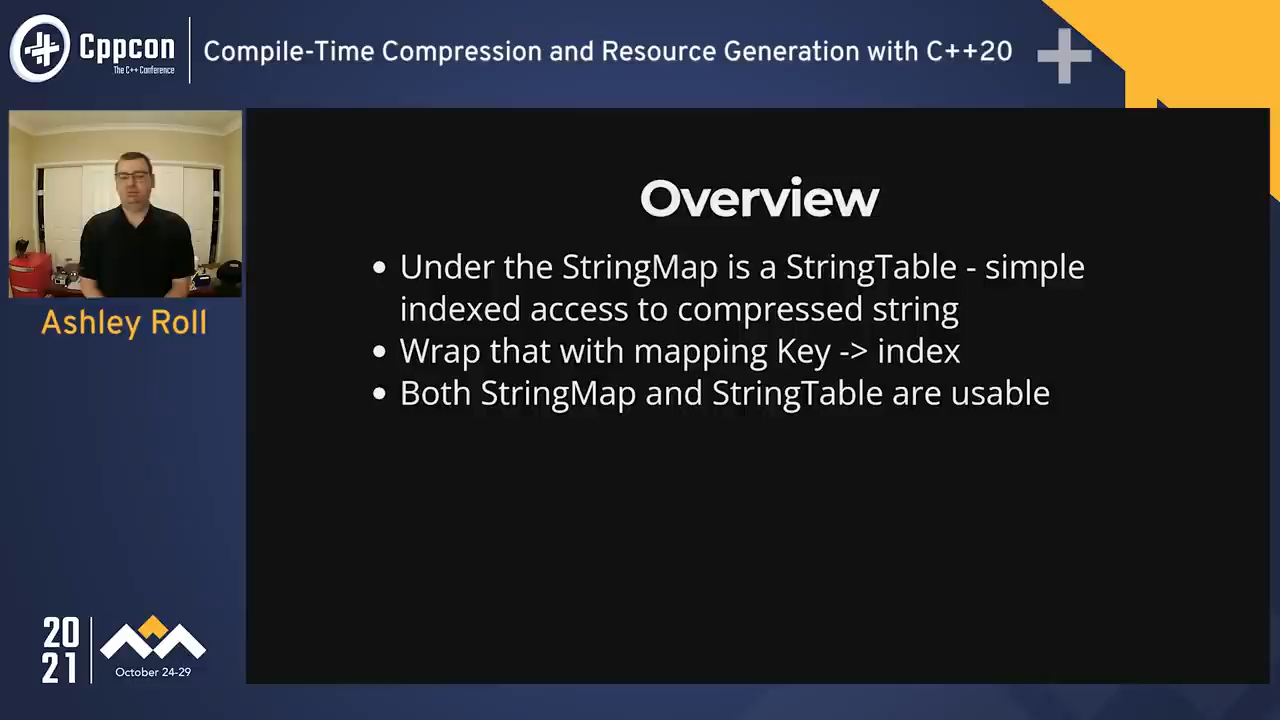 Cppcon
The C++ Conference
Compile-Time Compression and Resource Generation with C++20
Ashley Roll
Overview
• Under the StringMap is a StringTable - simple
indexed access to compressed string
• Wrap that with mapping Key -> index
• Both StringMap and StringTable are usable
20
21
October 24-29